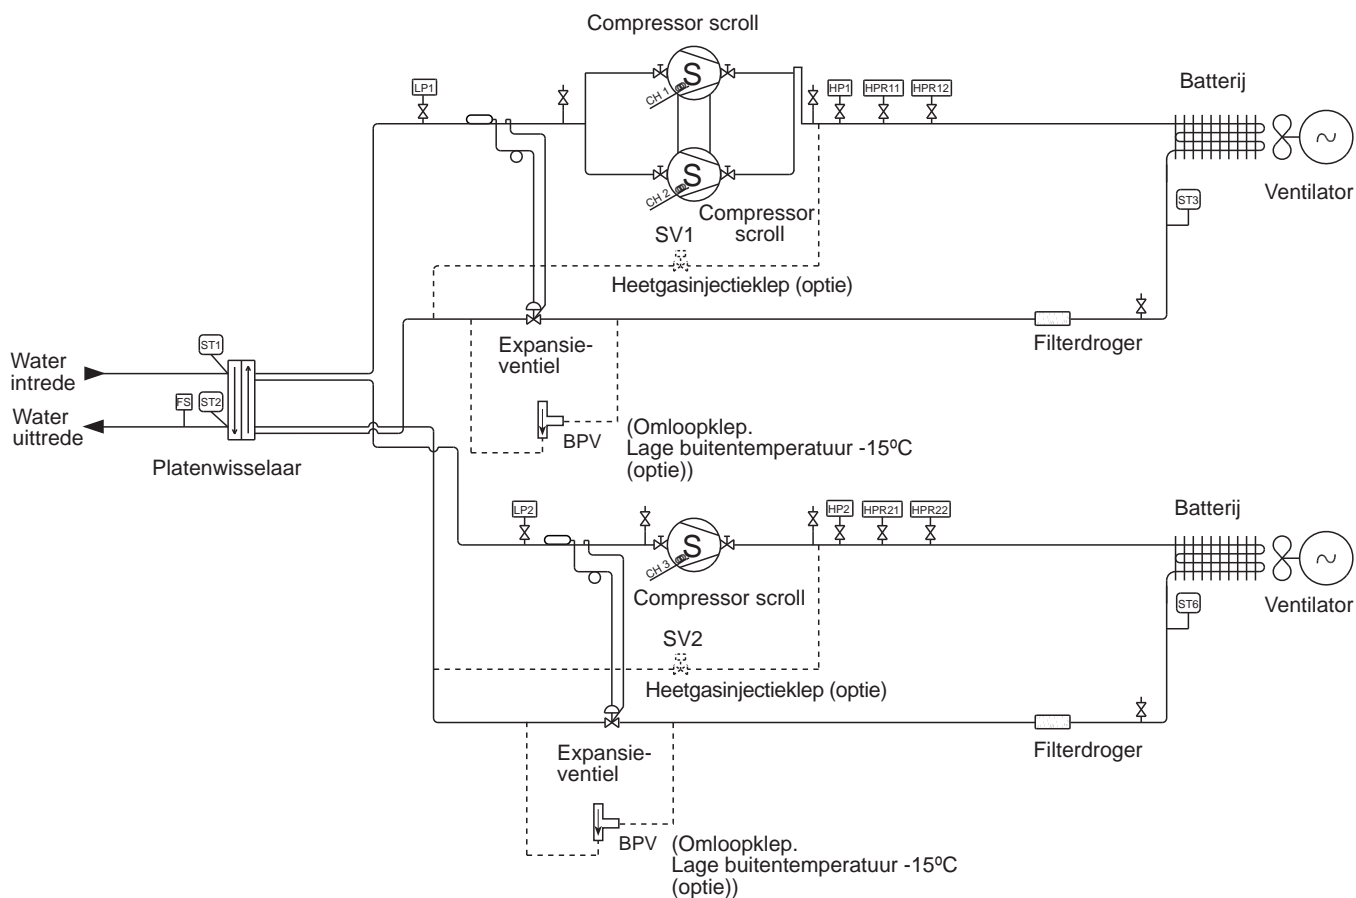 Compressor scroll
LP1
S
CH 1
HP1
HPR11
HPR12
Batterij
S
CH 2
Compressor
scroll
Ventilator
ST3
SV1
Heetgasinjectieklep (optie)
Expansie-
ventiel
Filterdroger
Water
intrede
ST1
FS
ST2
Water
uittrede
Platenwisselaar
BPV
(Omloopklep.
Lage buitentemperatuur -15ºC
(optie))
LP2
S
CH 3
HP2
HPR21
HPR22
Batterij
Compressor scroll
Ventilator
ST6
SV2
Heetgasinjectieklep (optie)
Expansie-
ventiel
Filterdroger
BPV
(Omloopklep.
Lage buitentemperatuur -15ºC
(optie))